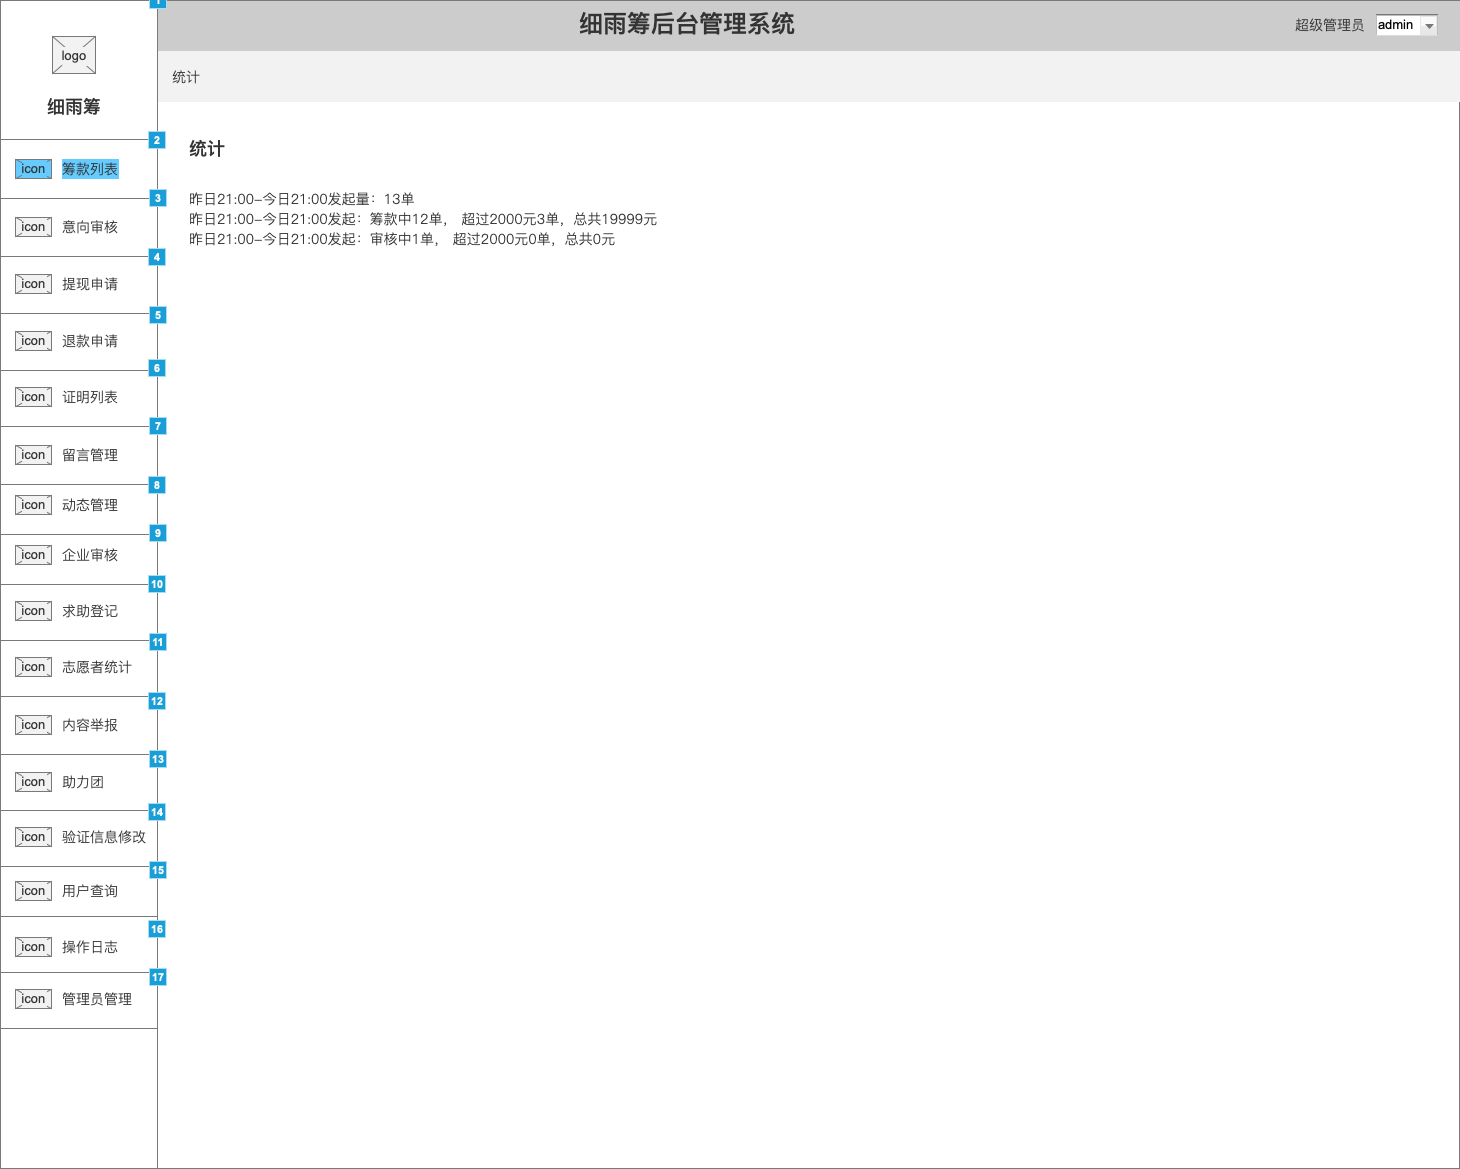 1
细雨筹后台管理系统
超级管理员 admin
logo
细雨筹
统计
2
icon 筹款列表
3
icon 意向审核
4
icon 提现申请
5
icon 退款申请
6
icon 证明列表
7
icon 留言管理
8
icon 动态管理
9
icon 企业审核
10
icon 求助登记
11
icon 志愿者统计
12
icon 内容举报
13
icon 助力团
14
icon 验证信息修改
15
icon 用户查询
16
icon 操作日志
17
icon 管理员管理
统计
昨日21:00-今日21:00发起量：13单
昨日21:00-今日21:00发起：筹款中12单， 超过2000元3单，总共19999元
昨日21:00-今日21:00发起：审核中1单， 超过2000元0单，总共0元